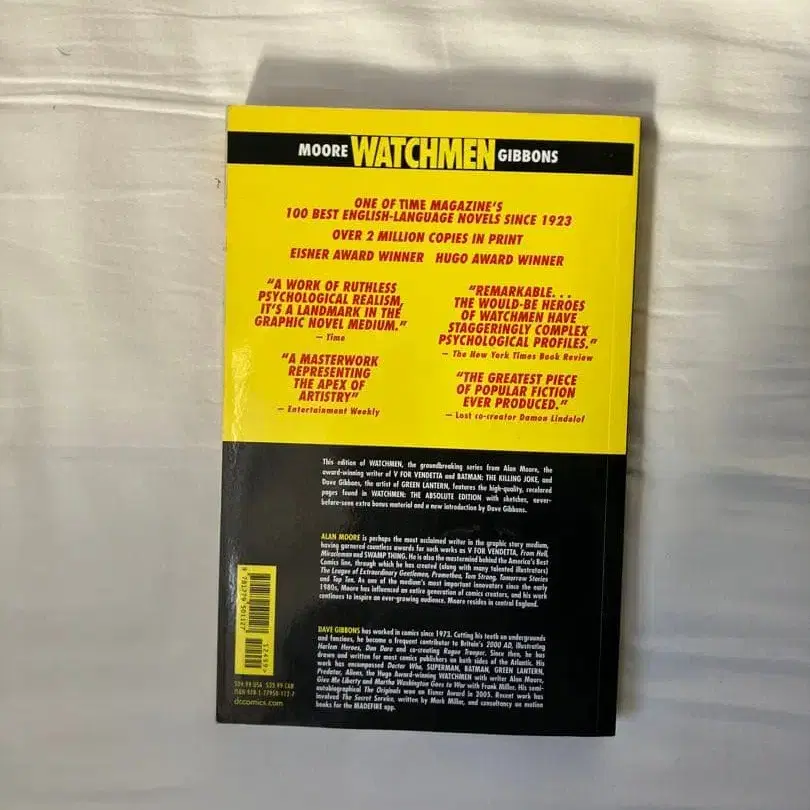 MOORE WATCHMEN GIBBONS
ONE OF TIME MAGAZINE'S
100 BEST ENGLISH-LANGUAGE NOVELS SINCE 1923
OVER 2 MILLION COPIES IN PRINT
EISNER AWARD WINNER HUGO AWARD WINNER
"A WORK OF RUTHLESS
PSYCHOLOGICAL REALISM,
IT'S A LANDMARK IN THE
GRAPHIC NOVEL MEDIUM."
— Time
"REMARKABLE. . .
THE WOULD-BE HEROES
OF WATCHMEN HAVE
STAGGERINGLY COMPLEX
PSYCHOLOGICAL PROFILES."
— The New York Times Book Review
"A MASTERWORK
REPRESENTING
THE APEX OF
ARTISTRY"
— Entertainment Weekly
"THE GREATEST PIECE
OF POPULAR FICTION
EVER PRODUCED."
— Lost co-creator Damon Lindelof
This edition of WATCHMEN, the groundbreaking series from Alan Moore, the
award-winning writer of V FOR VENDETTA and BATMAN: THE KILLING JOKE, and
Dave Gibbons, the artist of GREEN LANTERN, features the high-quality, recolored
pages found in WATCHMEN: THE ABSOLUTE EDITION with sketches, never-
before-seen extra bonus material and a new introduction by Dave Gibbons.
ALAN MOORE is perhaps the most acclaimed writer in the graphic story medium,
having garnered countless awards for such works as V FOR VENDETTA, From Hell,
Miracleman and SWAMP THING. He is also the mastermind behind the America's Best
Comics line, through which he has created (along with many talented illustrators)
The League of Extraordinary Gentlemen, Promethea, Tom Strong, Tomorrow Stories
and Top Ten. As one of the medium's most important innovators since the early
1980s, Moore has influenced an entire generation of comics creators, and his work
continues to inspire an ever-growing audience. Moore resides in central England.
DAVE GIBBONS has worked in comics since 1973. Cutting his teeth on undergrounds
and fanzines, he became a frequent contributor to Britain's 2000 AD, illustrating
Harlem Heroes, Dan Dare and co-creating Rogue Trooper. Since then, he has
drawn and written for most comics publishers on both sides of the Atlantic. His
work has encompassed Doctor Who, SUPERMAN, BATMAN, GREEN LANTERN,
Predator, Aliens, the Hugo Award-winning WATCHMEN with writer Alan Moore,
Give Me Liberty and Martha Washington Goes to War with Frank Miller. His semi-
autobiographical The Originals won an Eisner Award in 2005. Recent work has
involved The Secret Service, written by Mark Millar, and consultancy on motion
books for the MADEFIRE app.
9 781779 501127
USA CAN
ISBN 978-1-77950-112-7
dccomics.com